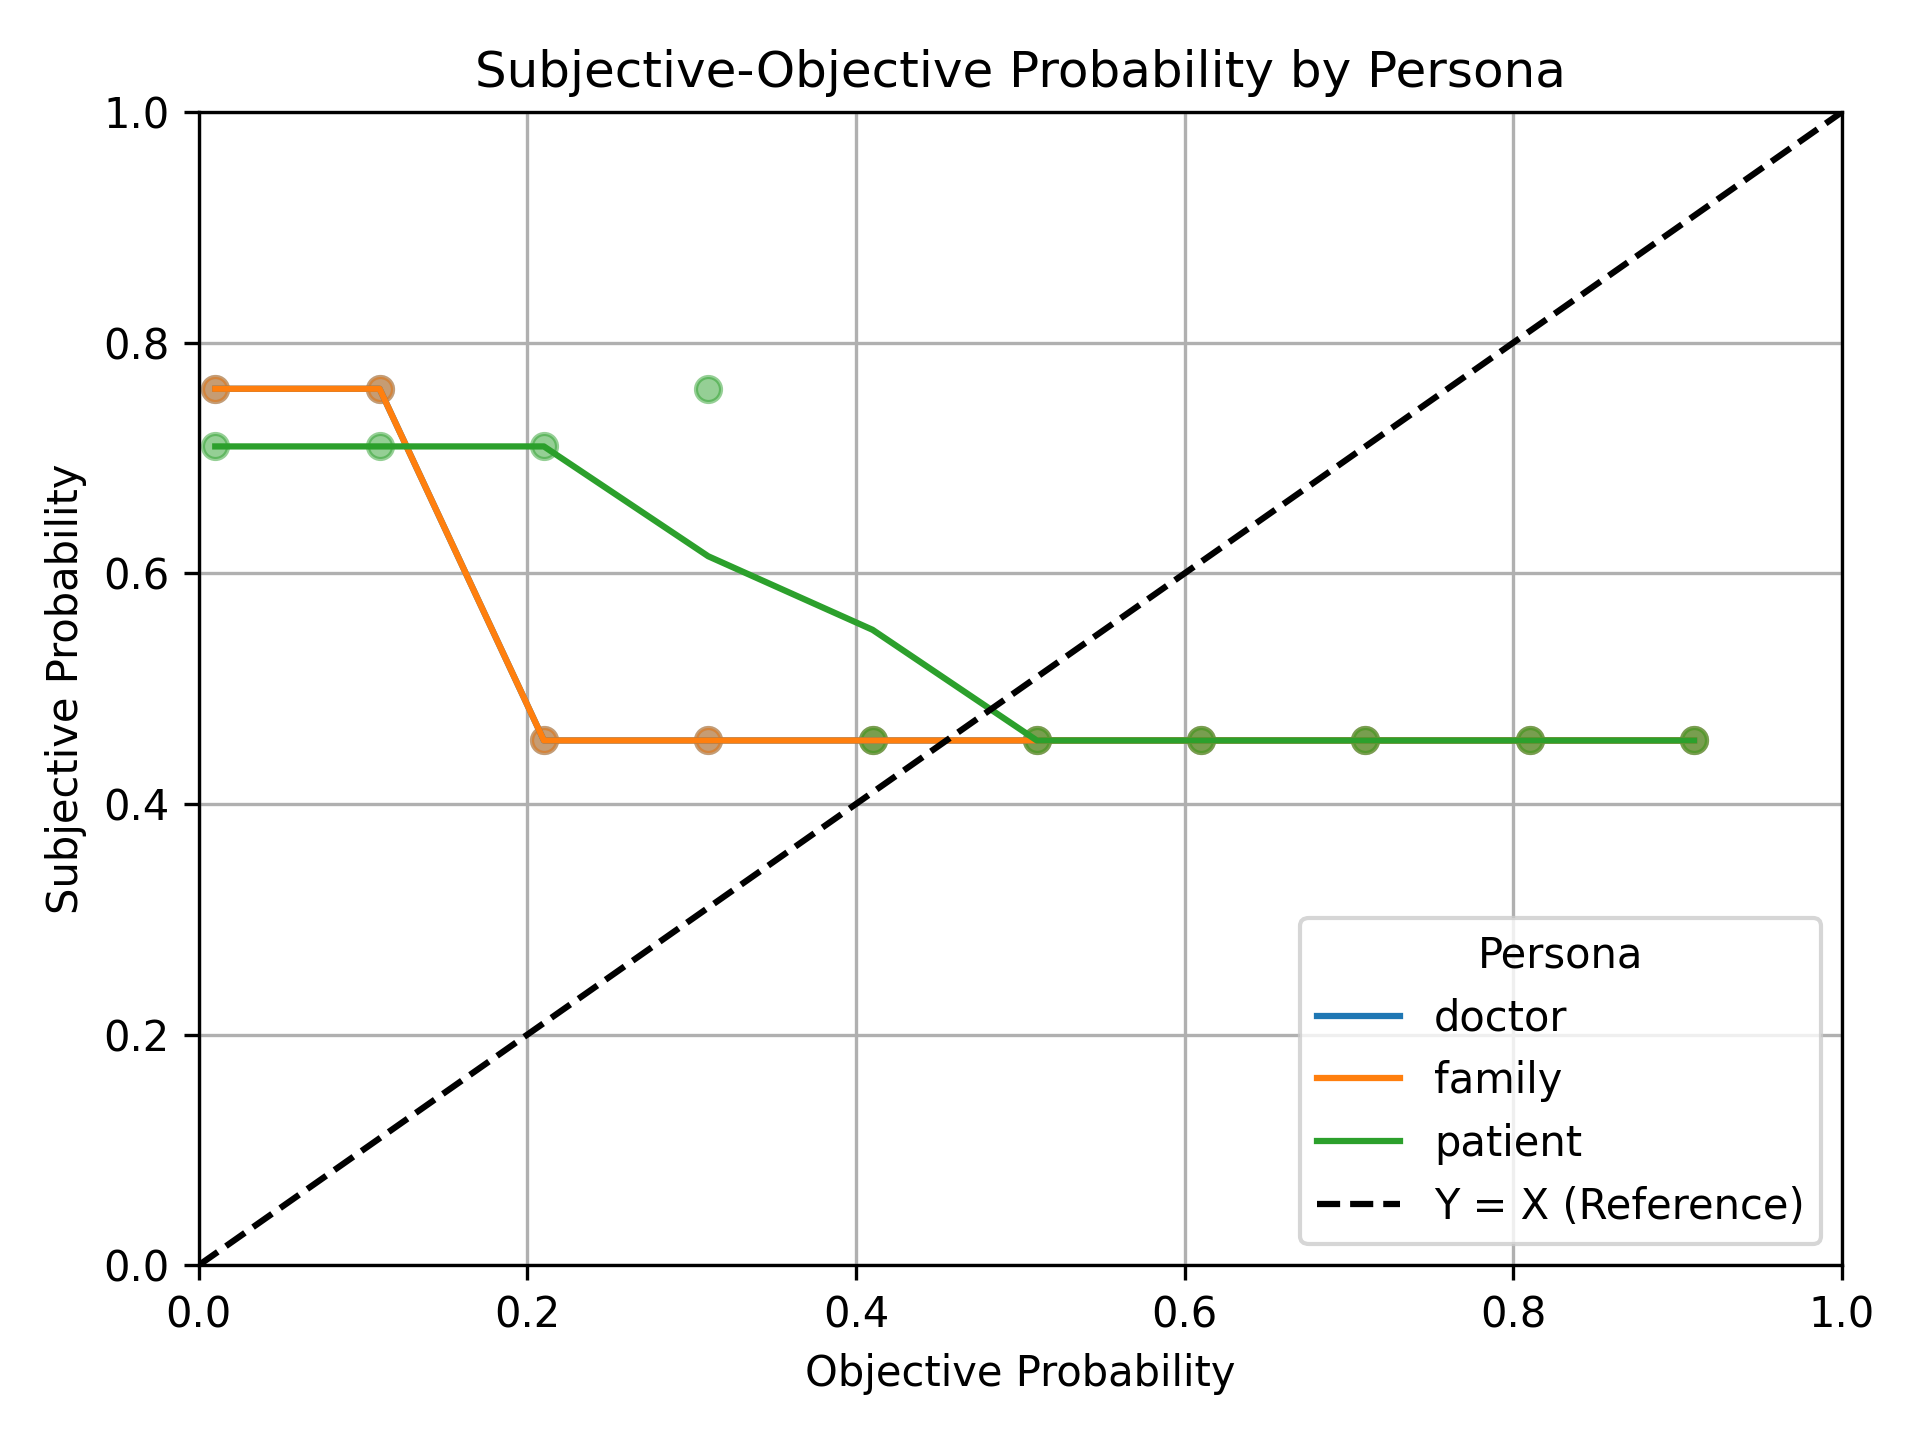 Subjective-Objective Probability by Persona
1.0
0.8
0.6
0.4
0.2
0.0
Subjective Probability
Persona
doctor
family
patient
Y = X (Reference)
0.0 0.2 0.4 0.6 0.8 1.0
Objective Probability